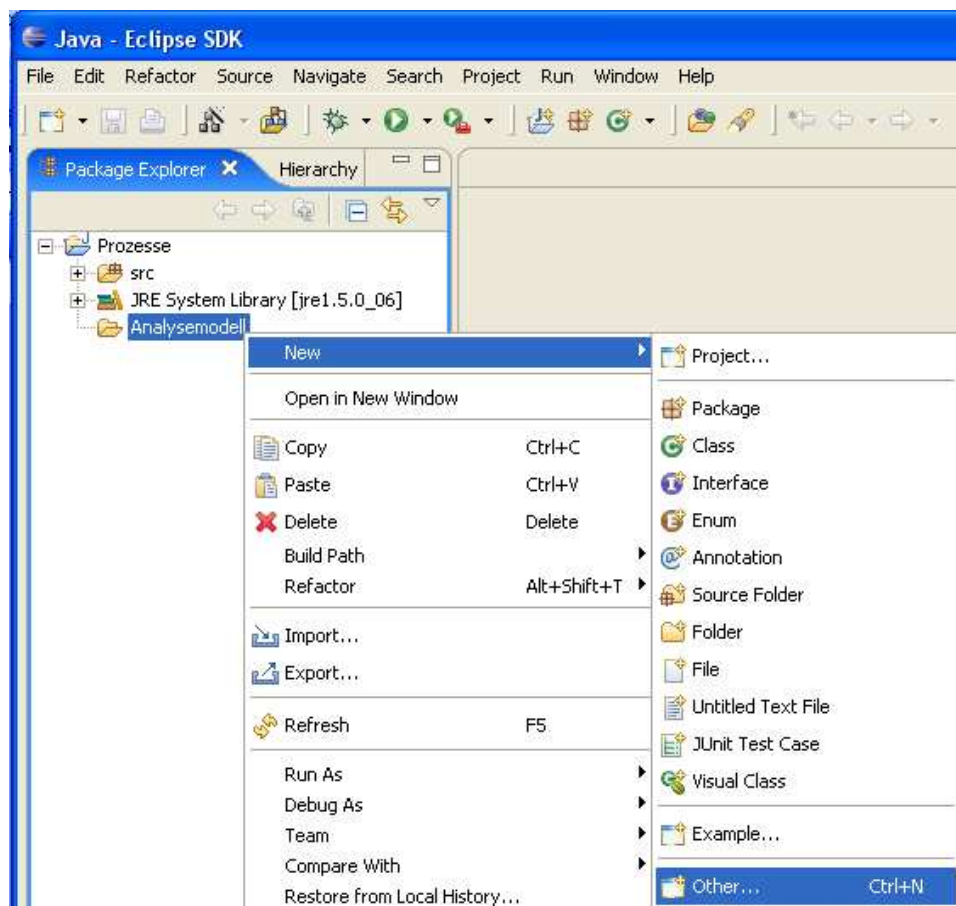 Java - Eclipse SDK
File Edit Refactor Source Navigate Search Project Run Window Help
Package Explorer Hierarchy
Prozesse
src
JRE System Library [jre1.5.0_06]
Analysemodell
New
Open in New Window
Copy Ctrl+C
Paste Ctrl+V
Delete Delete
Build Path
Refactor Alt+Shift+T
Import...
Export...
Refresh F5
Run As
Debug As
Team
Compare With
Restore from Local History...
Project...
Package
Class
Interface
Enum
Annotation
Source Folder
Folder
File
Untitled Text File
JUnit Test Case
Visual Class
Example...
Other... Ctrl+N